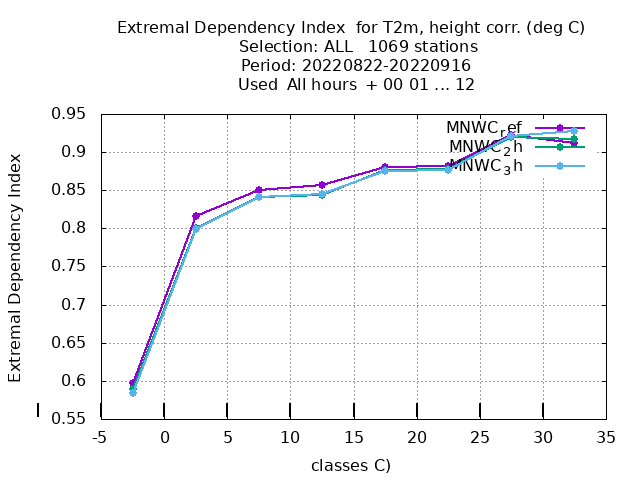 Extremal Dependency Index  for T2m, height corr. (deg C)
Selection: ALL   1069 stations
Period: 20220822-20220916
Used  All hours  + 00 01 ... 12
Extremal Dependency Index
0.95
0.9
0.85
0.8
0.75
0.7
0.65
0.6
0.55
MNWC_ref
MNWC_2h
MNWC_3h
-5 0 5 10 15 20 25 30 35
classes C)